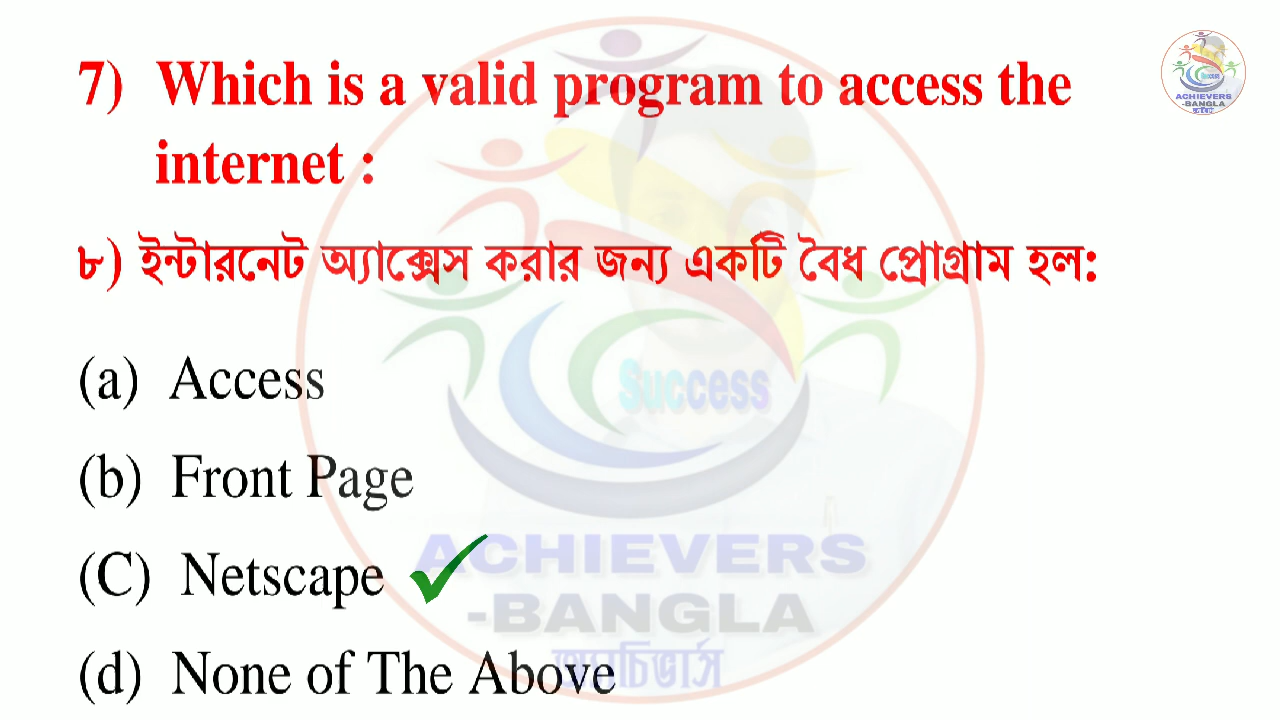 7) Which is a valid program to access the
internet :
৮) ইন্টারনেট অ্যাক্সেস করার জন্য একটি বৈধ প্রোগ্রাম হল:
(a) Access
(b) Front Page
(C) Netscape
(d) None of The Above
Success
ACHIEVERS
-BANGLA
অ্যাচিভার্স
Success
ACHIEVERS
-BANGLA